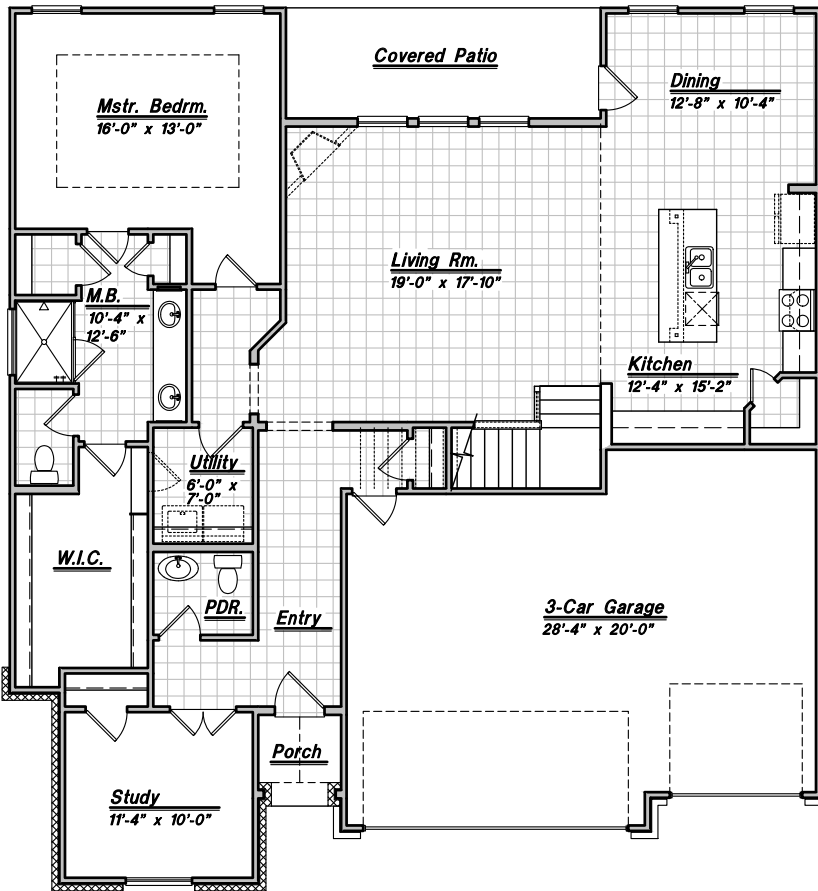 Covered Patio
Dining
12'-8" x 10'-4"
Mstr. Bedrm.
16'-0" x 13'-0"
Living Rm.
19'-0" x 17'-10"
M.B.
10'-4" x
12'-6"
Kitchen
12'-4" x 15'-2"
Utility
6'-0" x
7'-0"
W.I.C.
PDR.
Entry
3-Car Garage
28'-4" x 20'-0"
Porch
Study
11'-4" x 10'-0"